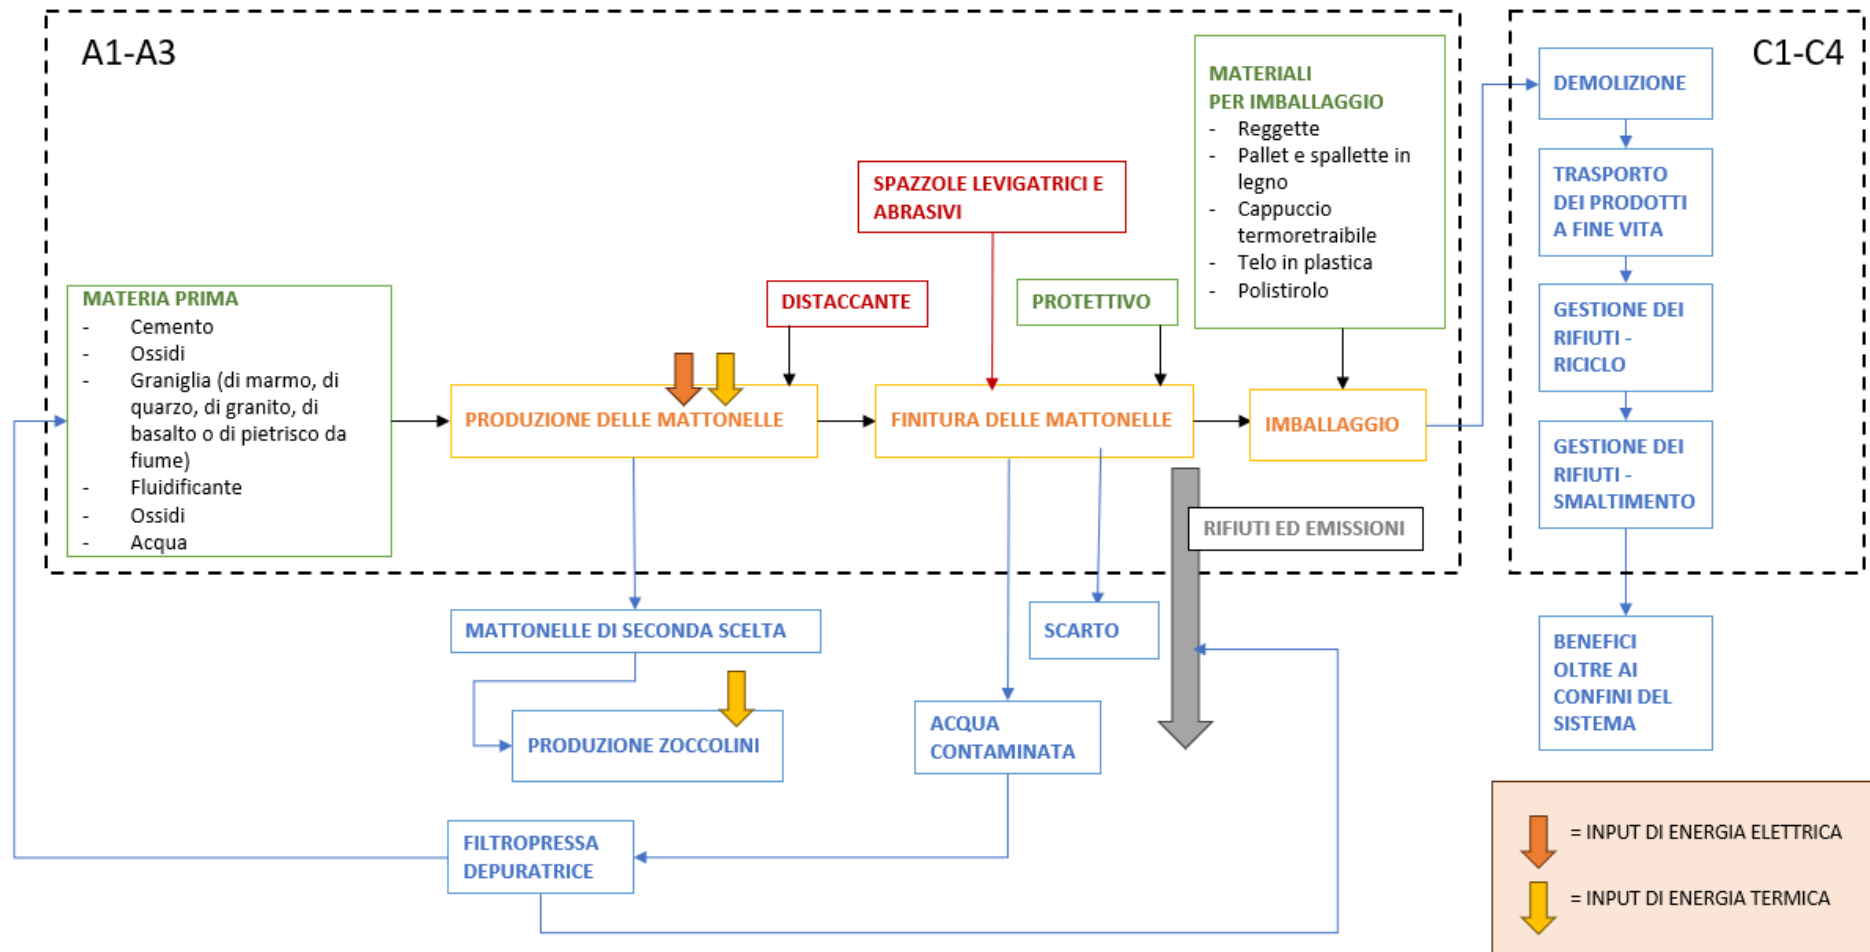 A1-A3
MATERIALI
PER IMBALLAGGIO
- Reggette
- Pallet e spallette in
legno
- Cappuccio
termoretraibile
- Telo in plastica
- Polistirolo
SPAZZOLE LEVIGATRICI E
ABRASIVI
DISTACCANTE
PROTETTIVO
MATERIA PRIMA
- Cemento
- Ossidi
- Graniglia (di marmo, di
quarzo, di granito, di
basalto o di pietrisco da
fiume)
- Fluidificante
- Ossidi
- Acqua
PRODUZIONE DELLE MATTONELLE
FINITURA DELLE MATTONELLE
IMBALLAGGIO
RIFIUTI ED EMISSIONI
MATTONELLE DI SECONDA SCELTA
SCARTO
PRODUZIONE ZOCCOLINI
ACQUA
CONTAMINATA
FILTROPRESSA
DEPURATRICE
C1-C4
DEMOLIZIONE
TRASPORTO
DEI PRODOTTI
A FINE VITA
GESTIONE DEI
RIFIUTI -
RICICLO
GESTIONE DEI
RIFIUTI -
SMALTIMENTO
BENEFICI
OLTRE AI
CONFINI DEL
SISTEMA
= INPUT DI ENERGIA ELETTRICA
= INPUT DI ENERGIA TERMICA